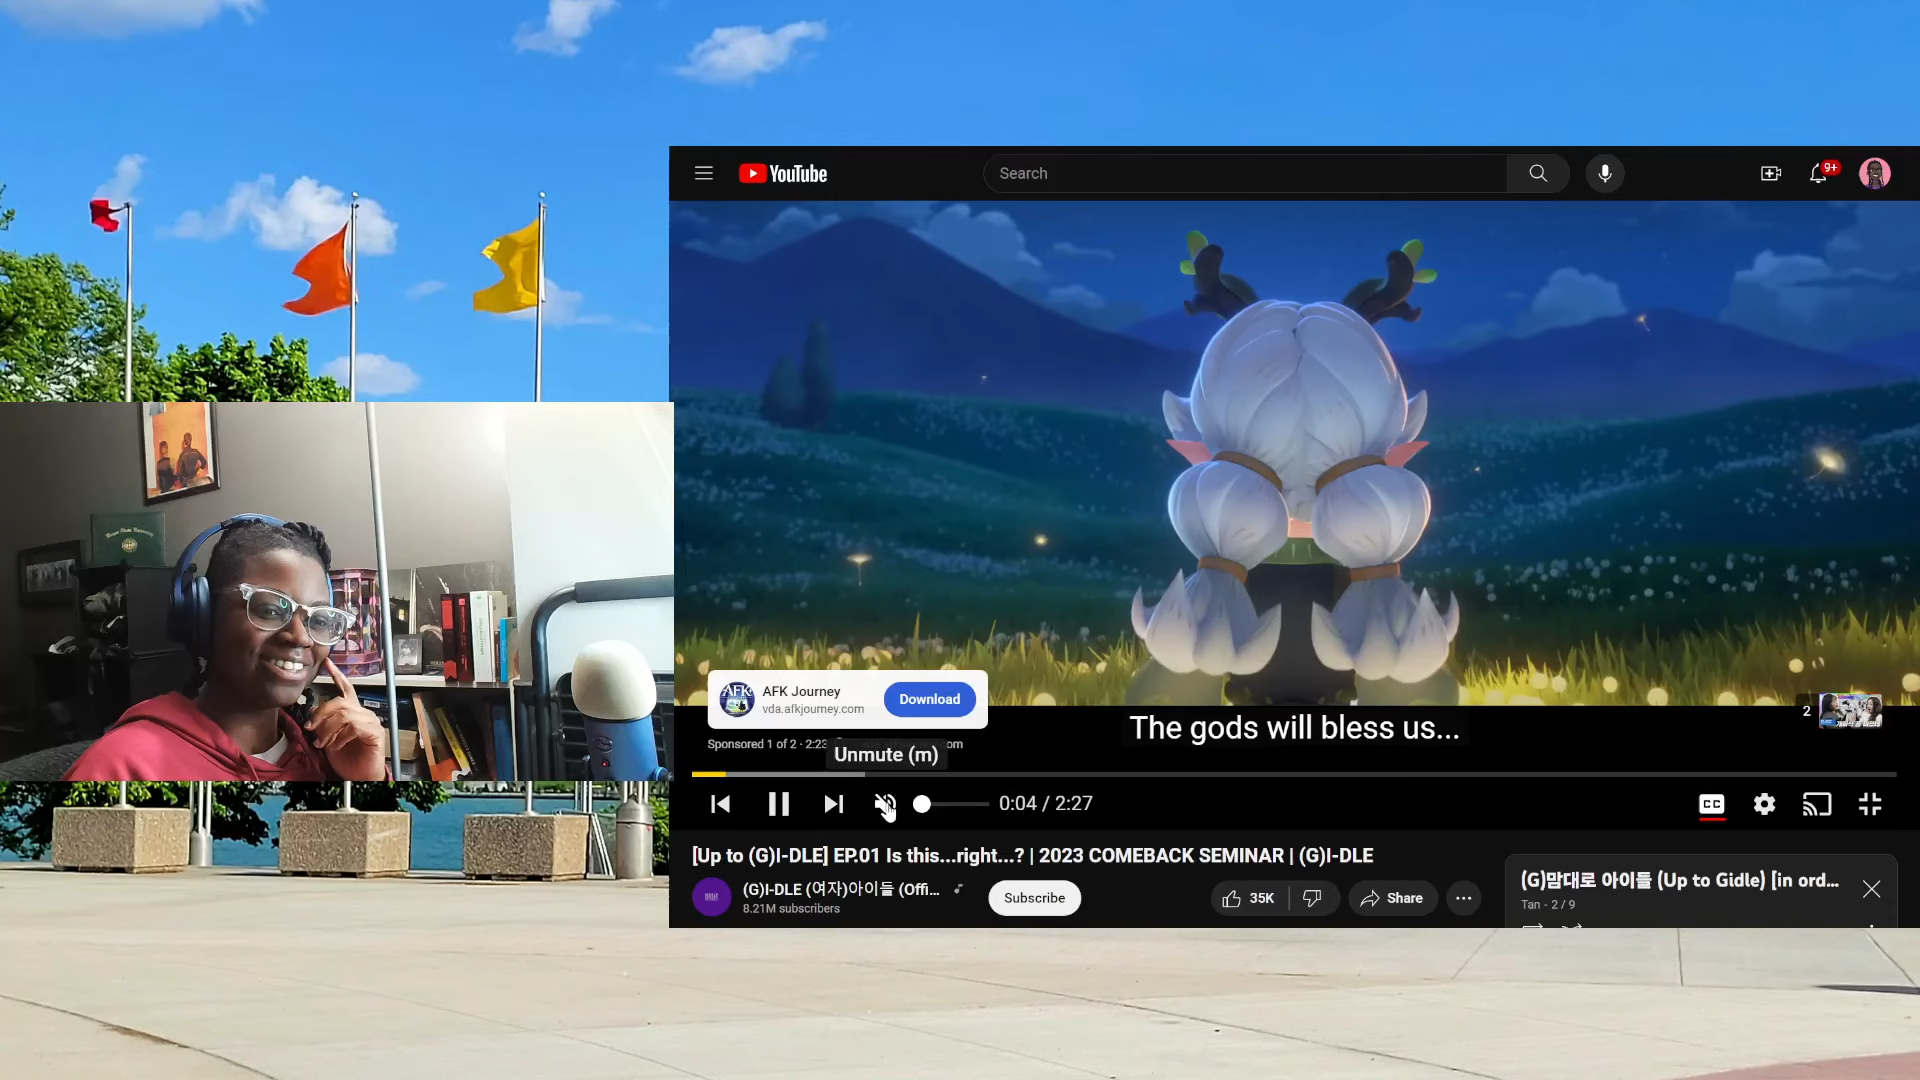 YouTube
Search
9+
AFK
AFK Journey
vda.afkjourney.com
Download
The gods will bless us...
2
Sponsored 1 of 2 · 2:23
om
Unmute (m)
0:04 / 2:27
CC
[Up to (G)I-DLE] EP.01 Is this...right...? | 2023 COMEBACK SEMINAR | (G)I-DLE
(G)I-DLE (여자)아이들 (Offi...
8.21M subscribers
Subscribe
35K
Share
(G)맘대로 아이들 (Up to Gidle) [in ord...
Tan - 2 / 9